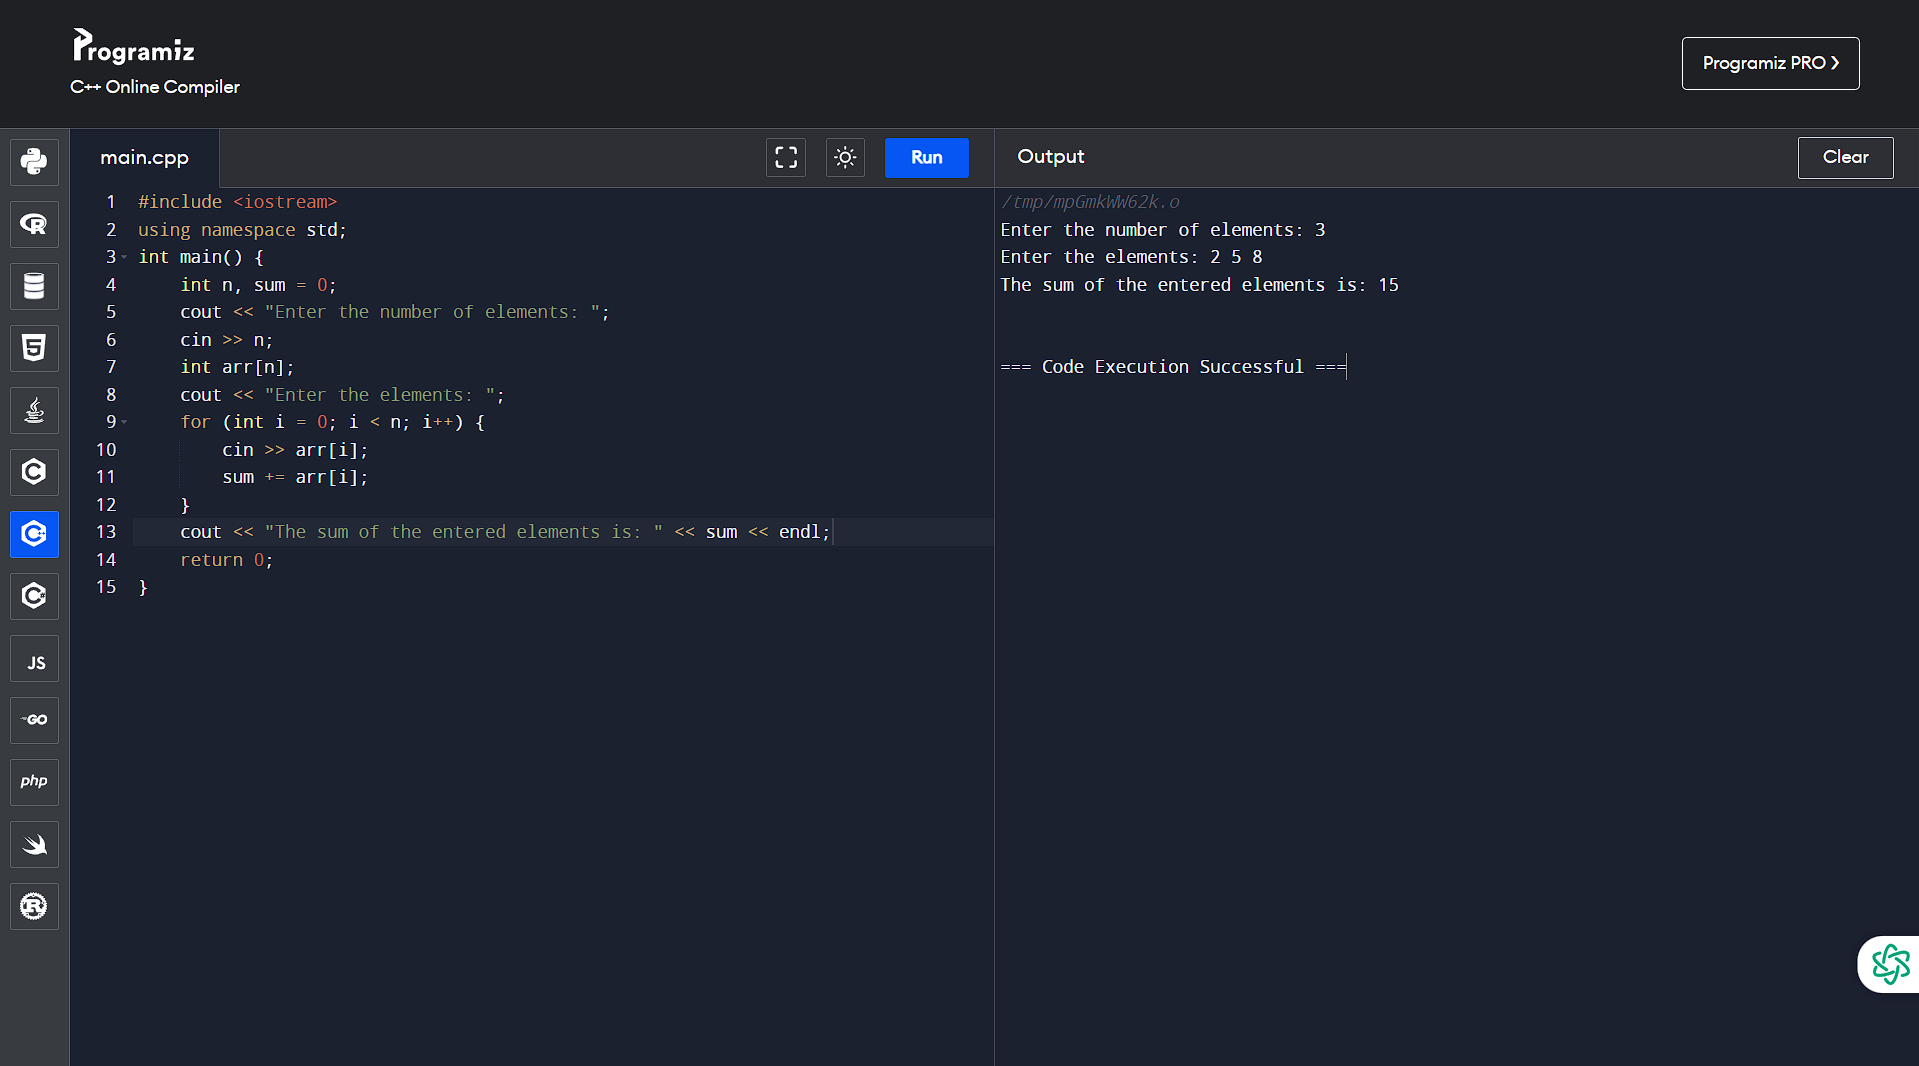 Programiz
C++ Online Compiler
Programiz PRO ❯
main.cpp
Run
Output
Clear
1 #include <iostream>
2 using namespace std;
3 int main() {
4     int n, sum = 0;
5     cout << "Enter the number of elements: ";
6     cin >> n;
7     int arr[n];
8     cout << "Enter the elements: ";
9     for (int i = 0; i < n; i++) {
10         cin >> arr[i];
11         sum += arr[i];
12     }
13     cout << "The sum of the entered elements is: " << sum << endl;
14     return 0;
15 }
/tmp/mpGmkWW62k.o
Enter the number of elements: 3
Enter the elements: 2 5 8
The sum of the entered elements is: 15
=== Code Execution Successful ===
R
5
C
C++
C#
JS
GO
php
R